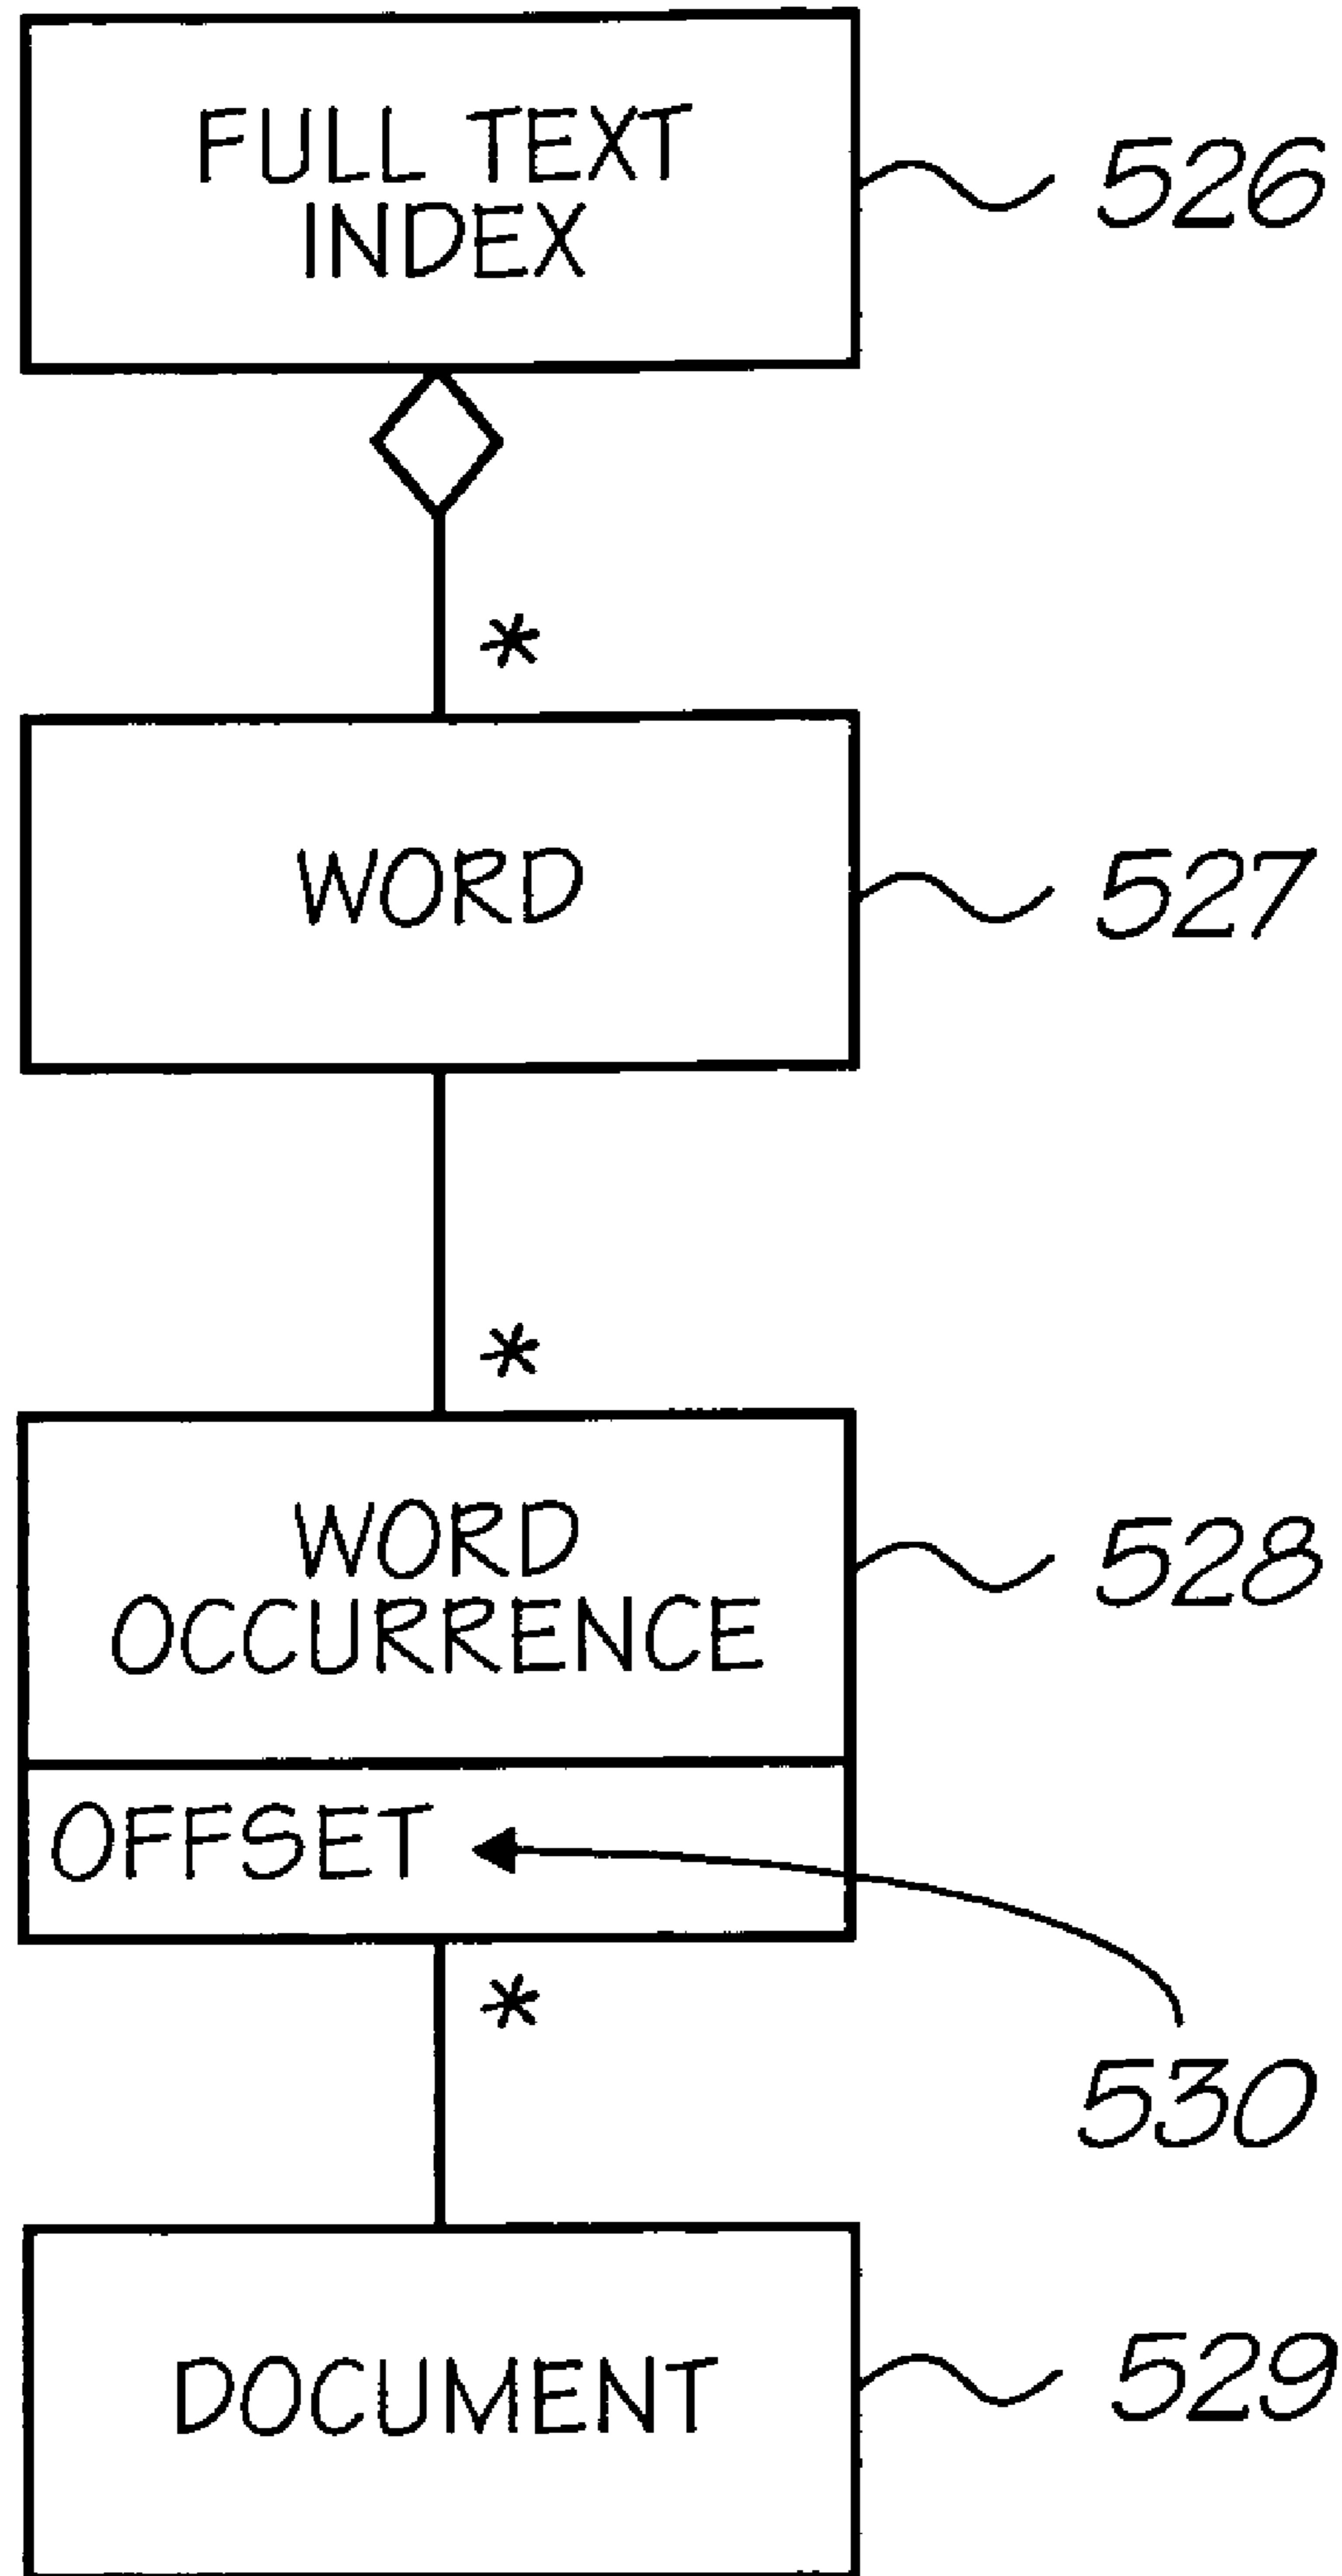 FULL TEXT
INDEX
526
*
WORD
527
*
WORD
OCCURRENCE
528
OFFSET
*
530
DOCUMENT
529